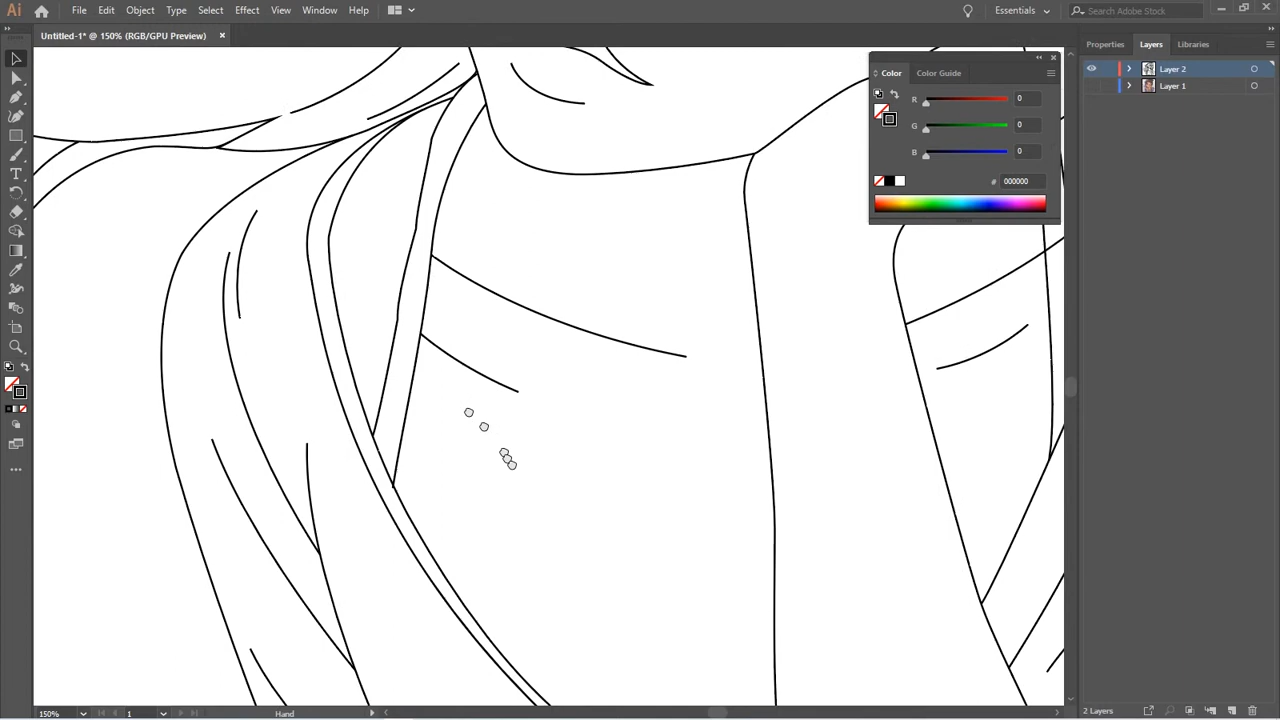 Ai File Edit Object Type Select Effect View Window Help Essentials Search Adobe Stock
Untitled-1* @ 150% (RGB/GPU Preview)
Properties Layers Libraries
Layer 2
Layer 1
Color Color Guide
R 0
G 0
B 0
# 000000
150% 1 Hand
2 Layers